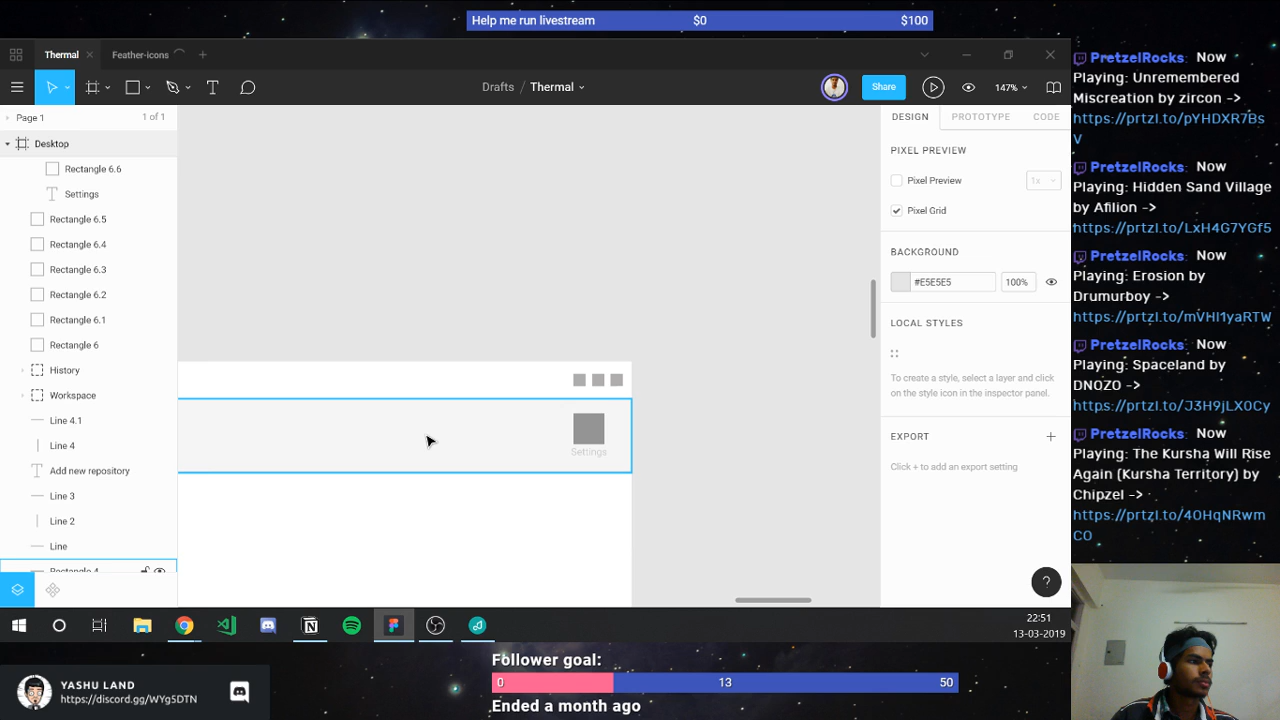 Help me run livestream $0 $100
Thermal
Feather-icons
Drafts / Thermal
Share
147%
Page 1
1 of 1
Desktop
Rectangle 6.6
Settings
Rectangle 6.5
Rectangle 6.4
Rectangle 6.3
Rectangle 6.2
Rectangle 6.1
Rectangle 6
History
Workspace
Line 4.1
Line 4
Add new repository
Line 3
Line 2
Line
Rectangle 4
Settings
DESIGN PROTOTYPE CODE
PIXEL PREVIEW
Pixel Preview 1x
Pixel Grid
BACKGROUND
#E5E5E5 100%
LOCAL STYLES
To create a style, select a layer and click
on the style icon in the inspector panel.
EXPORT
Click + to add an export setting
?
22:51
13-03-2019
PretzelRocks: Now
Playing: Unremembered
Miscreation by zircon ->
https://prtzl.to/pYHDXR7Bs
V
PretzelRocks: Now
Playing: Hidden Sand Village
by Afilion ->
https://prtzl.to/LxH4G7YGf5
PretzelRocks: Now
Playing: Erosion by
Drumurboy ->
https://prtzl.to/mVHl1yaRTW
PretzelRocks: Now
Playing: Spaceland by
DNOZO ->
https://prtzl.to/J3H9jLX0Cy
PretzelRocks: Now
Playing: The Kursha Will Rise
Again (Kursha Territory) by
Chipzel ->
https://prtzl.to/4OHqNRwm
CO
YASHU LAND
https://discord.gg/WYg5DTN
Follower goal:
0 13 50
Ended a month ago